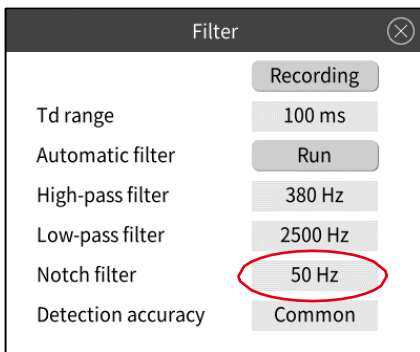 Filter
Recording
Td range 100 ms
Automatic filter Run
High-pass filter 380 Hz
Low-pass filter 2500 Hz
Notch filter 50 Hz
Detection accuracy Common